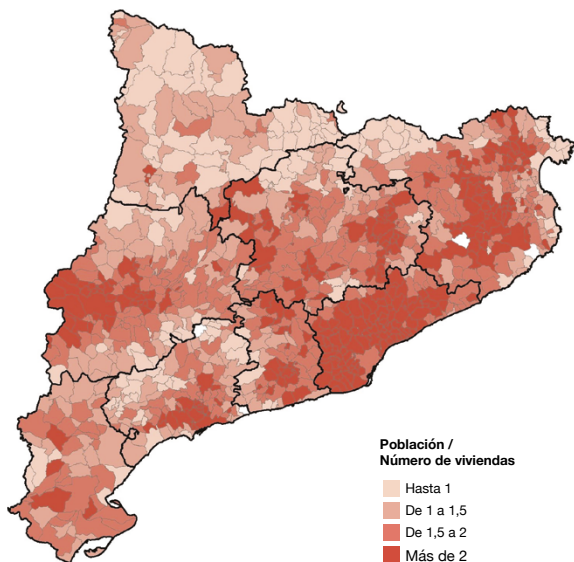 Población /
Número de viviendas
Hasta 1
De 1 a 1,5
De 1,5 a 2
Más de 2